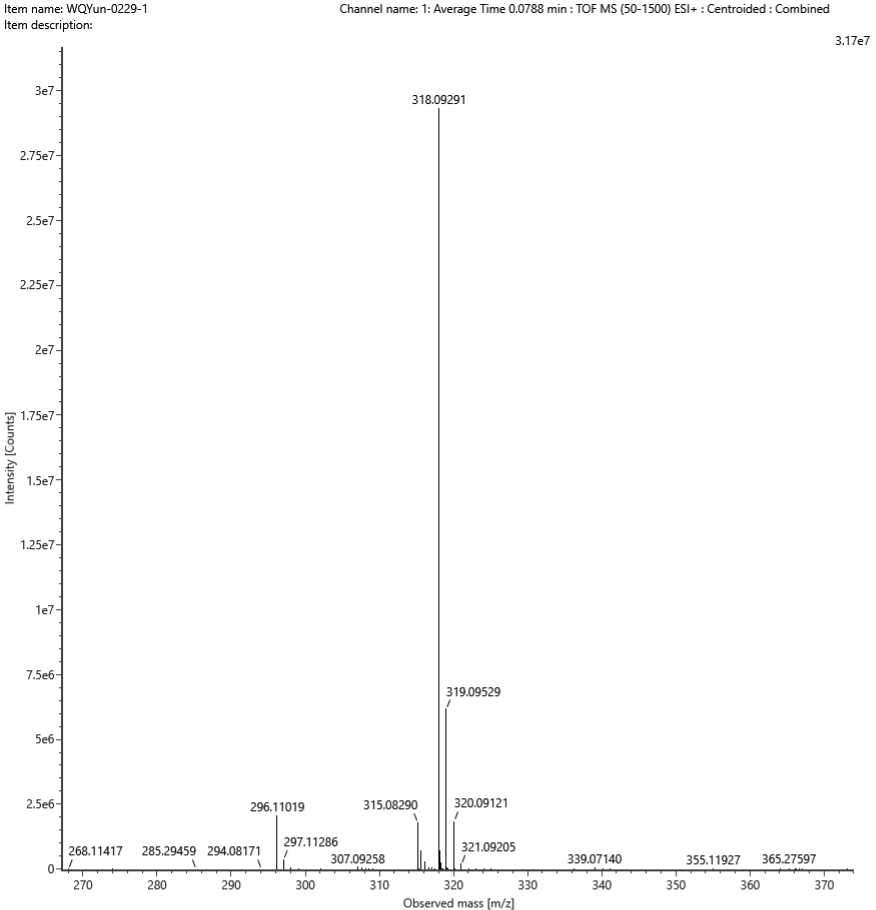 Item name: WQYun-0229-1
Channel name: 1: Average Time 0.0788 min : TOF MS (50-1500) ESI+ : Centroided : Combined
Item description:
3.17e7
3e7
318.09291
2.75e7
2.5e7
2.25e7
2e7
Intensity [Counts]
1.75e7
1.5e7
1.25e7
1e7
7.5e6
319.09529
5e6
2.5e6
296.11019
315.08290
320.09121
297.11286
321.09205
268.11417
285.29459
294.08171
307.09258
339.07140
355.11927
365.27597
0
270
280
290
300
310
320
330
340
350
360
370
Observed mass [m/z]